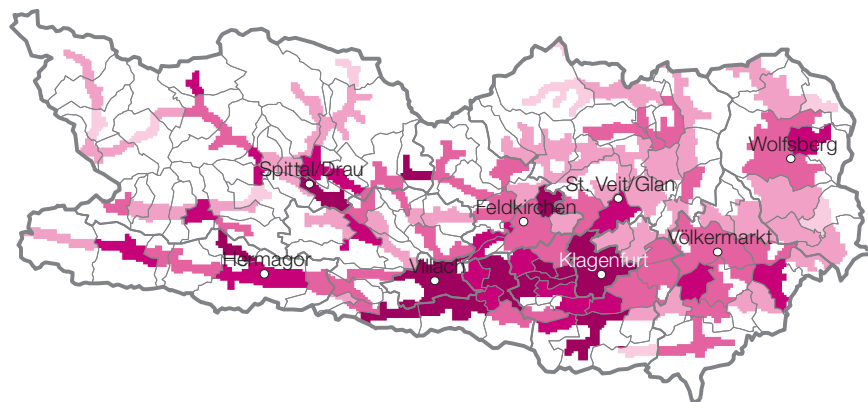 Wolfsberg
Spittal/Drau
St. Veit/Glan
Feldkirchen
Völkermarkt
Hermagor
Villach
Klagenfurt